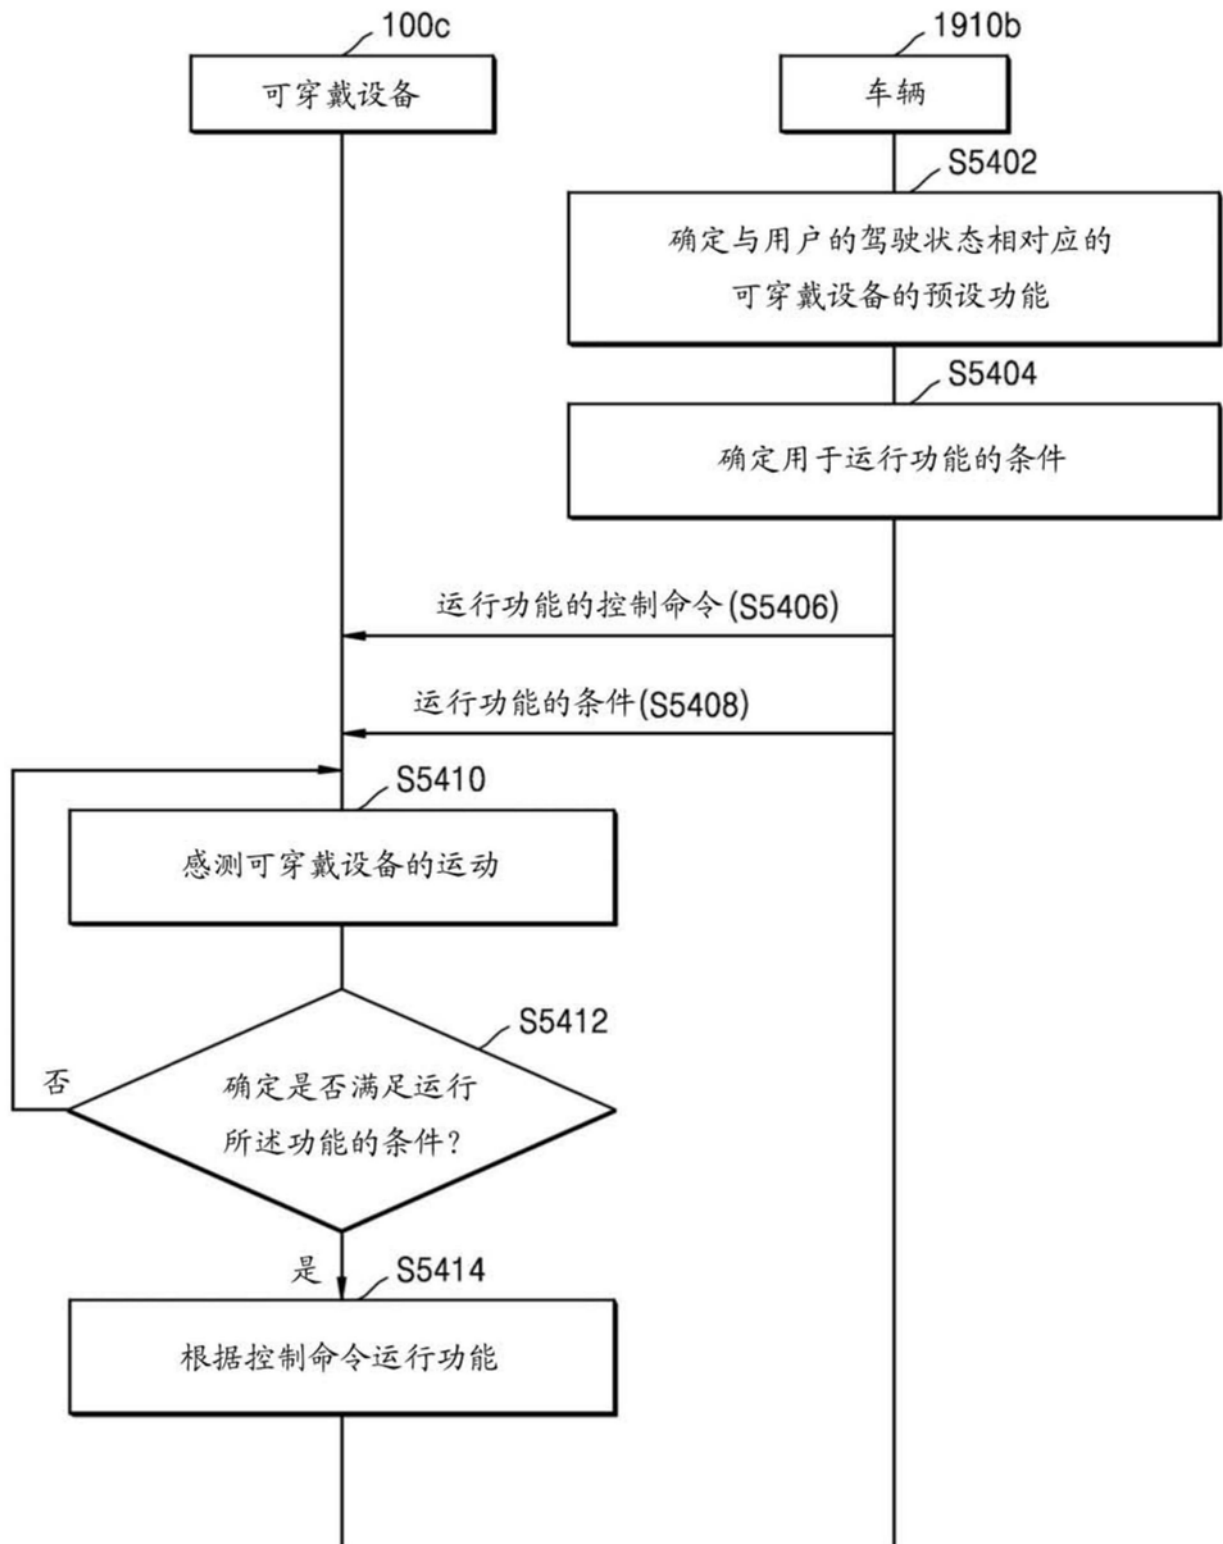 100c
1910b
可穿戴设备
车辆
S5402
确定与用户的驾驶状态相对应的
可穿戴设备的预设功能
S5404
确定用于运行功能的条件
运行功能的控制命令(S5406)
运行功能的条件(S5408)
S5410
感测可穿戴设备的运动
S5412
否
确定是否满足运行
所述功能的条件?
是
S5414
根据控制命令运行功能